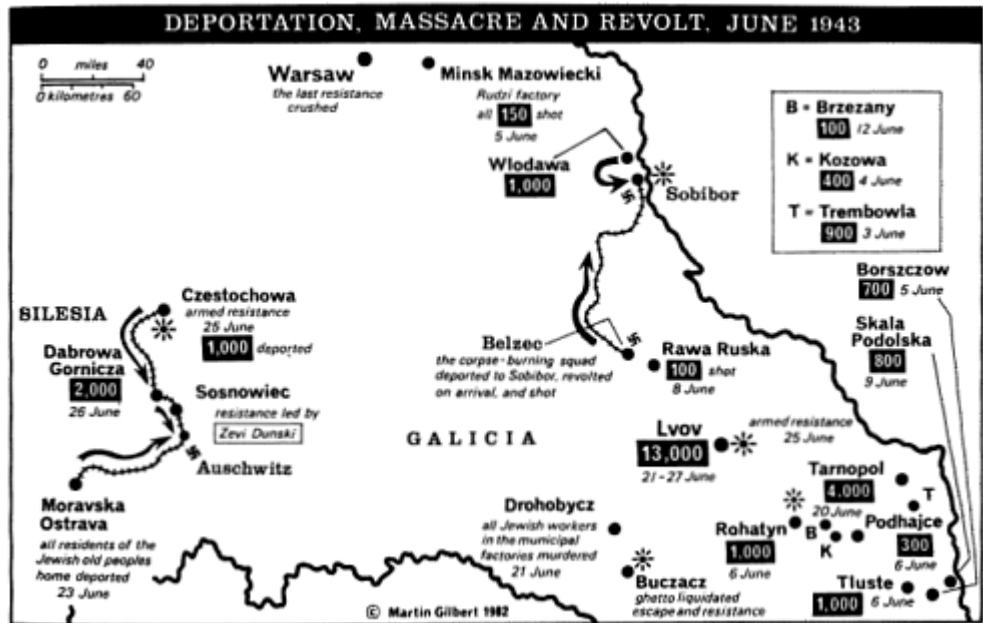 DEPORTATION, MASSACRE AND REVOLT, JUNE 1943
0 miles 40
0 kilometres 60
Warsaw
the last resistance
crushed
Minsk Mazowiecki
Rudzi factory
all 150 shot
5 June
Wlodawa
1,000
Sobibor
B = Brzezany
100 12 June
K = Kozowa
400 4 June
T = Trembowla
900 3 June
Borszczow
700 5 June
Skala
Podolska
800
9 June
SILESIA
Czestochowa
armed resistance
25 June
1,000 deported
Dabrowa
Gornicza
2,000
26 June
Sosnowiec
resistance led by
Zevi Dunski
Auschwitz
Moravska
Ostrava
all residents of the
Jewish old peoples
home deported
23 June
Belzec
the corpse-burning squad
deported to Sobibor, revolted
on arrival, and shot
Rawa Ruska
100 shot
8 June
GALICIA
Lvov
13,000
21-27 June
armed resistance
25 June
Tarnopol
4,000
20 June
T
Drohobycz
all Jewish workers
in the municipal
factories murdered
21 June
Rohatyn
1,000
6 June
B
K
Podhajce
300
6 June
Buczacz
ghetto liquidated
escape and resistance
Tluste
1,000 6 June
© Martin Gilbert 1982